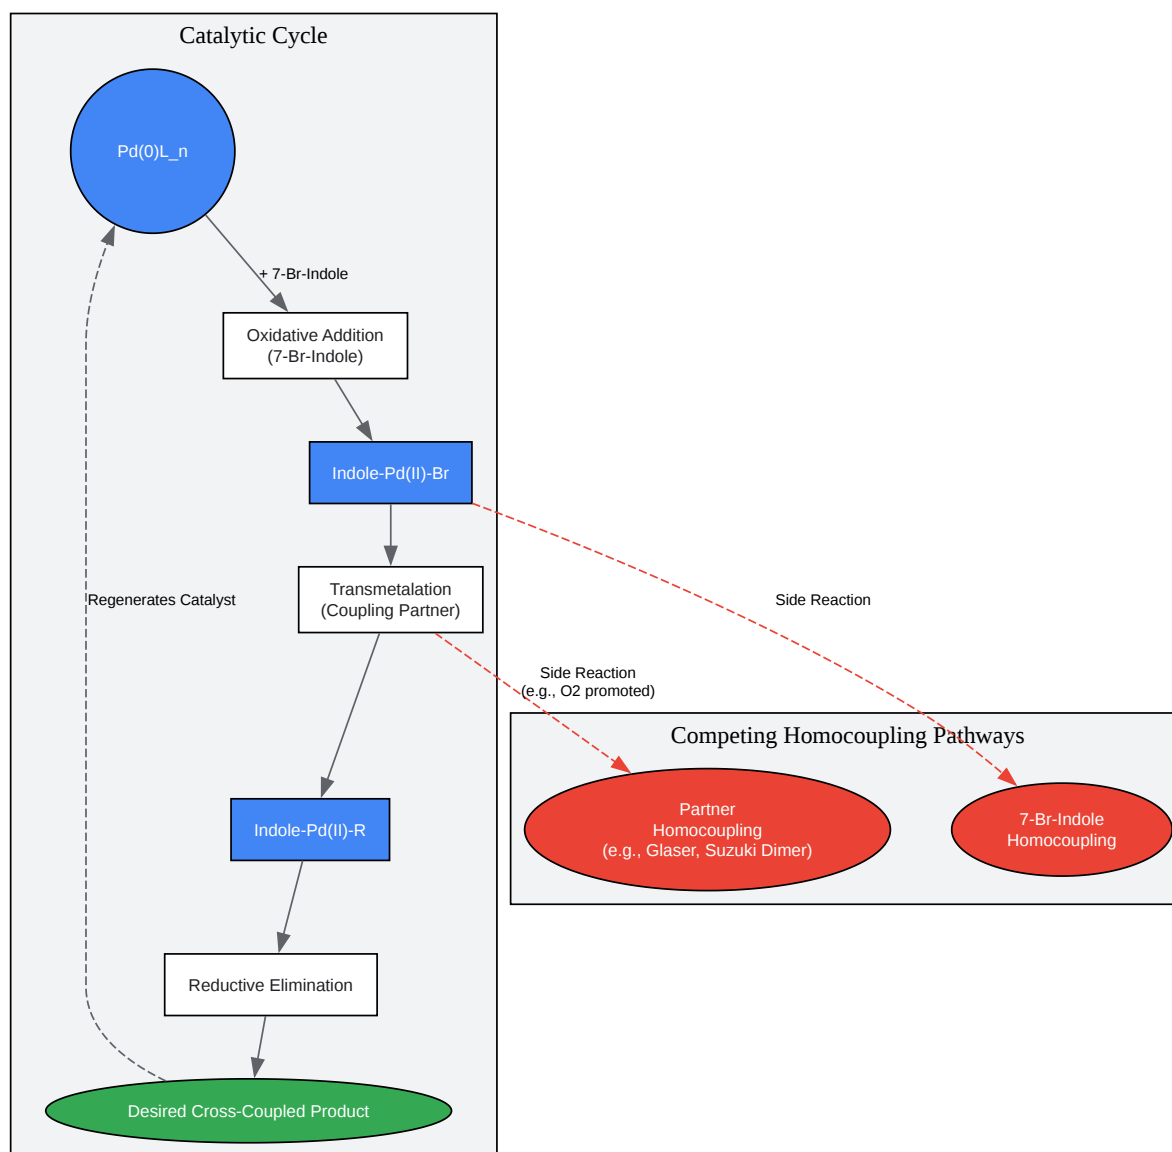 Catalytic Cycle
Pd(0)L_n
+ 7-Br-Indole
Oxidative Addition
(7-Br-Indole)
Indole-Pd(II)-Br
Transmetalation
(Coupling Partner)
Regenerates Catalyst
Side Reaction
Side Reaction
(e.g., O2 promoted)
Competing Homocoupling Pathways
Partner
Homocoupling
(e.g., Glaser, Suzuki Dimer)
7-Br-Indole
Homocoupling
Indole-Pd(II)-R
Reductive Elimination
Desired Cross-Coupled Product